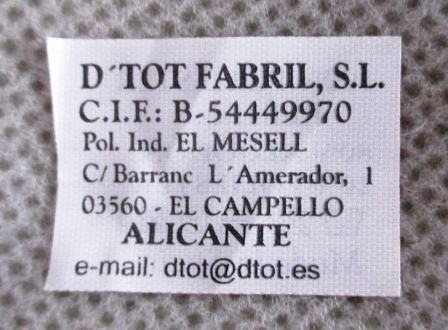 D´TOT FABRIL, S.L.
C.I.F.: B-54449970
Pol. Ind. EL MESELL
C/ Barranc L´Amerador, 1
03560 - EL CAMPELLO
ALICANTE
e-mail: dtot@dtot.es